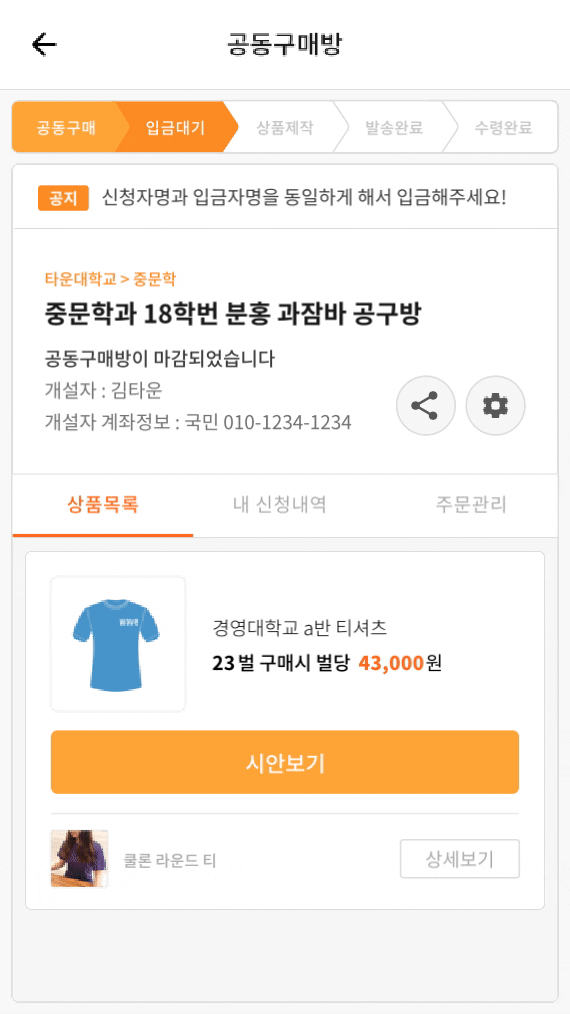 공동구매방
공동구매 입금대기 상품제작 발송완료 수령완료
공지 신청자명과 입금자명을 동일하게 해서 입금해주세요!
타운대학교 > 중문학
중문학과 18학번 분홍 과잠바 공구방
공동구매방이 마감되었습니다
개설자 : 김타운
개설자 계좌정보 : 국민 010-1234-1234
상품목록 내 신청내역 주문관리
경영대학교 a반 티셔츠
23벌 구매시 벌당 43,000원
시안보기
쿨론 라운드 티 상세보기